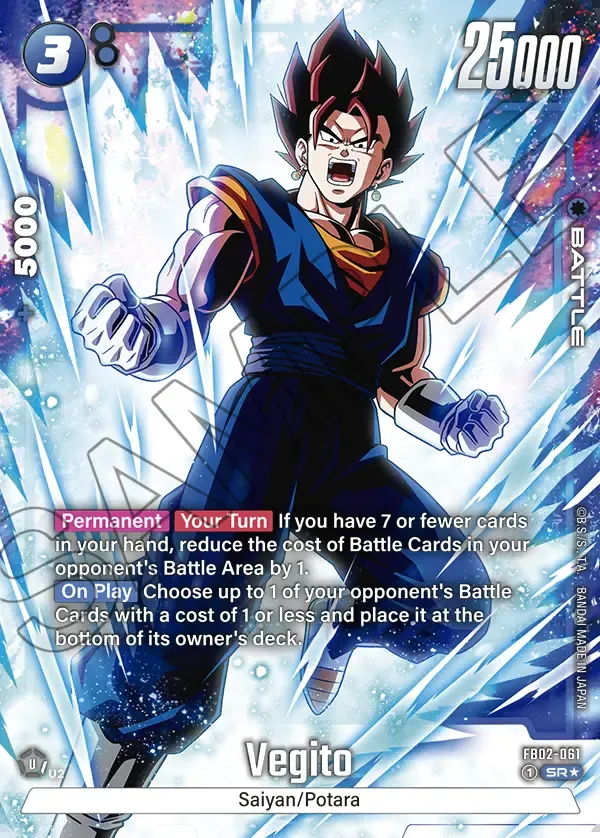 3
8
25000
+ 5000
BATTLE
SAMPLE
Permanent Your Turn If you have 7 or fewer cards
in your hand, reduce the cost of Battle Cards in your
opponent's Battle Area by 1.
On Play Choose up to 1 of your opponent's Battle
Cards with a cost of 1 or less and place it at the
bottom of its owner's deck.
©B.S./S., T.A. BANDAI MADE IN JAPAN
U/U2
Vegito
FB02-061
1 SR★
Saiyan/Potara